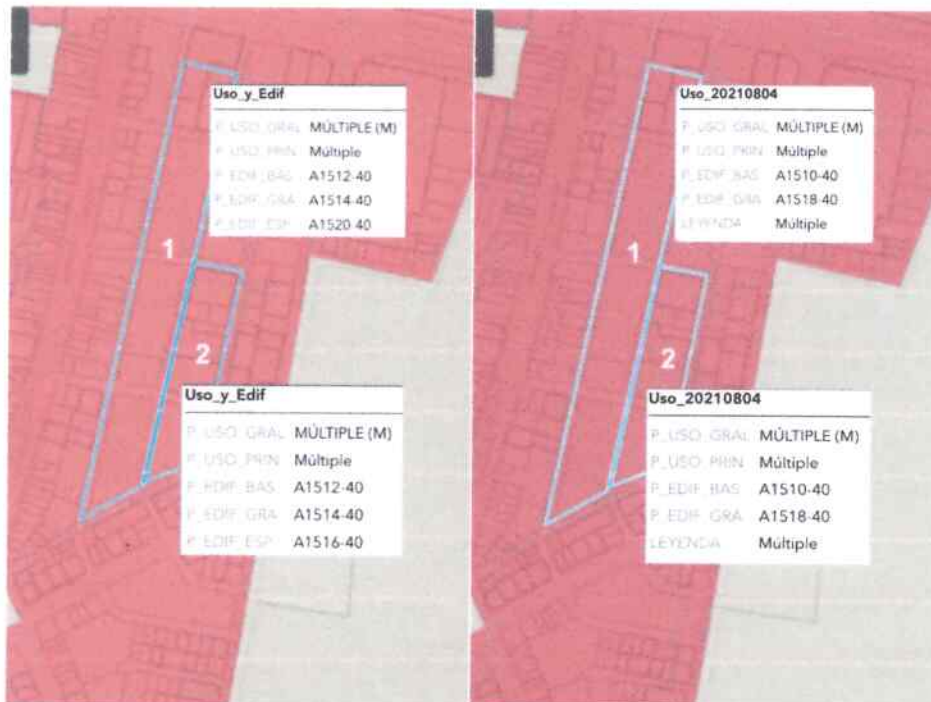 Uso_y_Edif
P_USO_GRAL MÚLTIPLE (M)
P_USO_PRIN Múltiple
P_EDIF_BAS A1512-40
P_EDIF_GRA A1514-40
P_EDIF_ESP A1520-40
1
2
Uso_y_Edif
P_USO_GRAL MÚLTIPLE (M)
P_USO_PRIN Múltiple
P_EDIF_BAS A1512-40
P_EDIF_GRA A1514-40
P_EDIF_ESP A1516-40
Uso_20210804
P_USO_GRAL MÚLTIPLE (M)
P_USO_PRIN Múltiple
P_EDIF_BAS A1510-40
P_EDIF_GRA A1518-40
LEYENDA Múltiple
1
2
Uso_20210804
P_USO_GRAL MÚLTIPLE (M)
P_USO_PRIN Múltiple
P_EDIF_BAS A1510-40
P_EDIF_GRA A1518-40
LEYENDA Múltiple